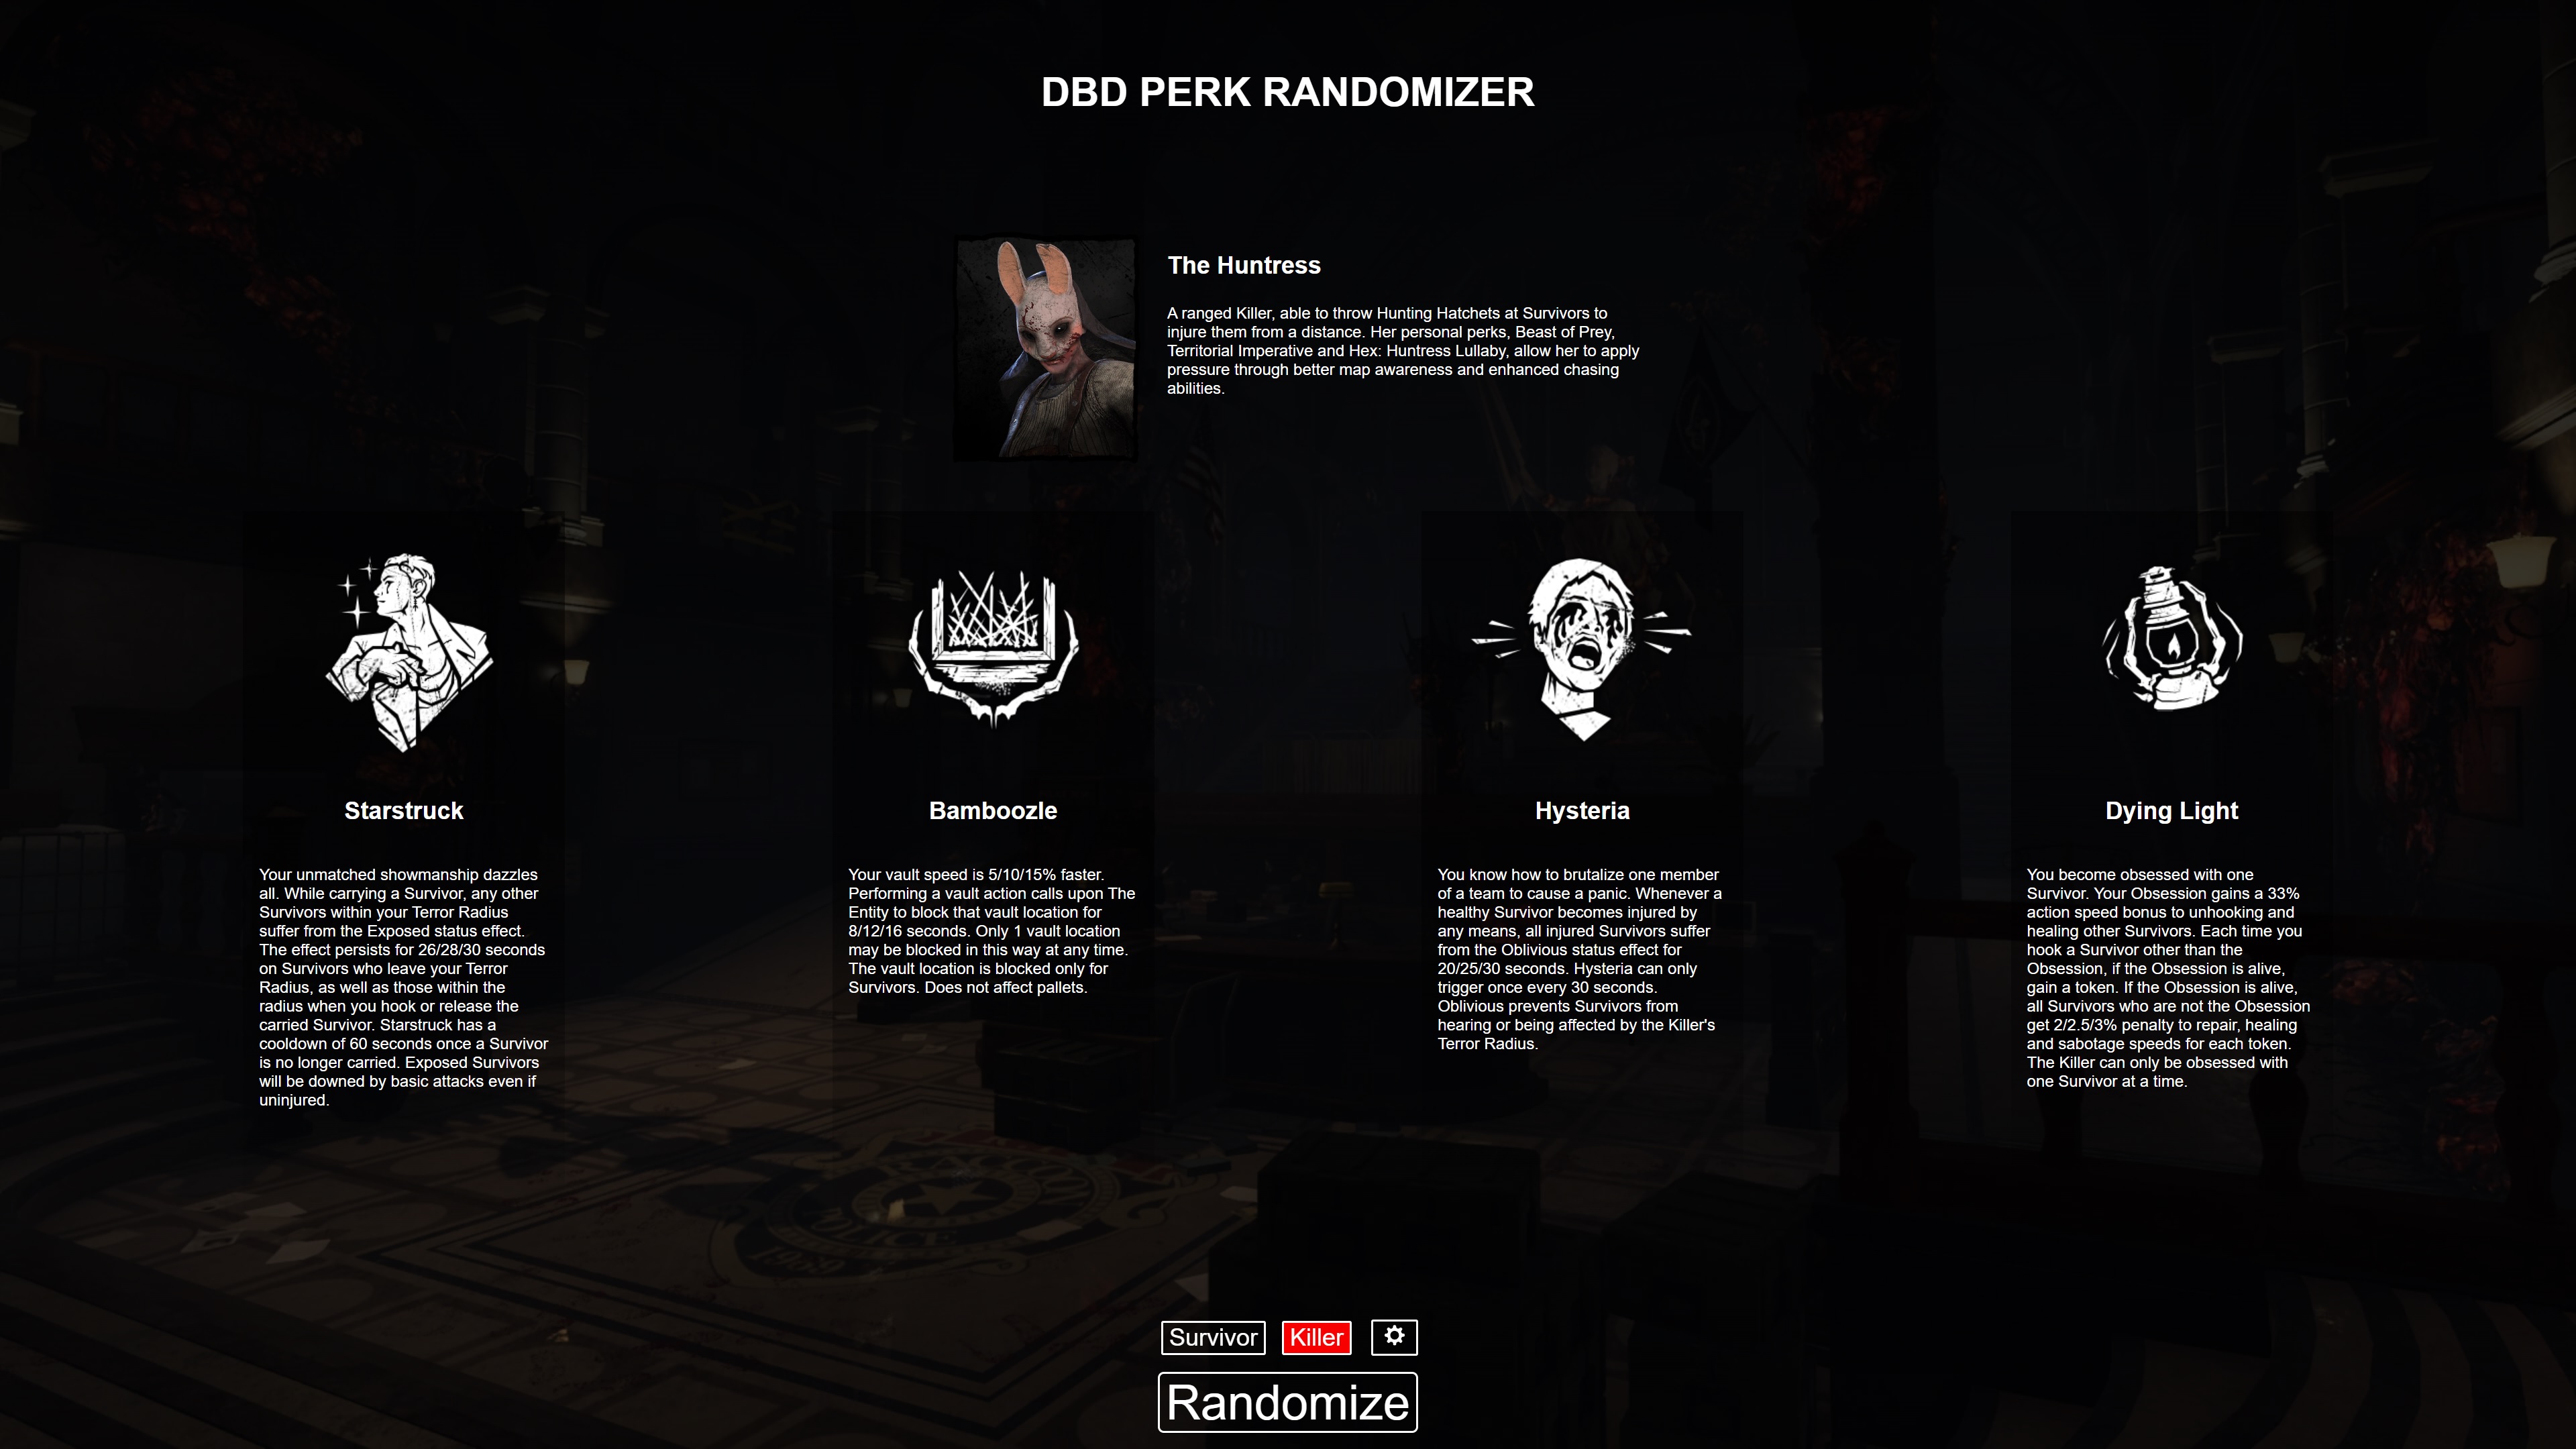 DBD PERK RANDOMIZER
The Huntress
A ranged Killer, able to throw Hunting Hatchets at Survivors to
injure them from a distance. Her personal perks, Beast of Prey,
Territorial Imperative and Hex: Huntress Lullaby, allow her to apply
pressure through better map awareness and enhanced chasing
abilities.
Starstruck
Your unmatched showmanship dazzles
all. While carrying a Survivor, any other
Survivors within your Terror Radius
suffer from the Exposed status effect.
The effect persists for 26/28/30 seconds
on Survivors who leave your Terror
Radius, as well as those within the
radius when you hook or release the
carried Survivor. Starstruck has a
cooldown of 60 seconds once a Survivor
is no longer carried. Exposed Survivors
will be downed by basic attacks even if
uninjured.
Bamboozle
Your vault speed is 5/10/15% faster.
Performing a vault action calls upon The
Entity to block that vault location for
8/12/16 seconds. Only 1 vault location
may be blocked in this way at any time.
The vault location is blocked only for
Survivors. Does not affect pallets.
Hysteria
You know how to brutalize one member
of a team to cause a panic. Whenever a
healthy Survivor becomes injured by
any means, all injured Survivors suffer
from the Oblivious status effect for
20/25/30 seconds. Hysteria can only
trigger once every 30 seconds.
Oblivious prevents Survivors from
hearing or being affected by the Killer's
Terror Radius.
Dying Light
You become obsessed with one
Survivor. Your Obsession gains a 33%
action speed bonus to unhooking and
healing other Survivors. Each time you
hook a Survivor other than the
Obsession, if the Obsession is alive,
gain a token. If the Obsession is alive,
all Survivors who are not the Obsession
get 2/2.5/3% penalty to repair, healing
and sabotage speeds for each token.
The Killer can only be obsessed with
one Survivor at a time.
POLICE
1969
Survivor
Killer
Randomize